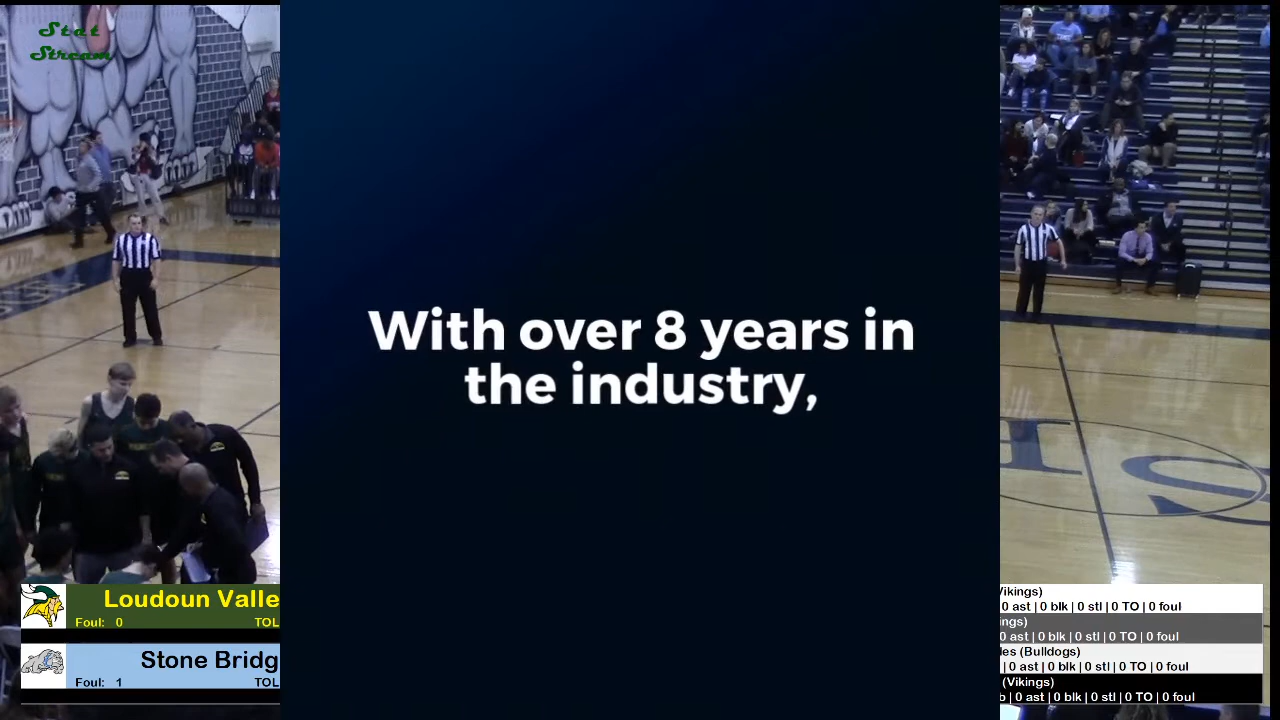 Stat
Stream
With over 8 years in
the industry,
Loudoun Valle
Foul: 0 TOL
Stone Bridg
Foul: 1 TOL
Vikings)
0 ast | 0 blk | 0 stl | 0 TO | 0 foul
ngs)
0 ast | 0 blk | 0 stl | 0 TO | 0 foul
les (Bulldogs)
| 0 ast | 0 blk | 0 stl | 0 TO | 0 foul
(Vikings)
b | 0 ast | 0 blk | 0 stl | 0 TO | 0 foul